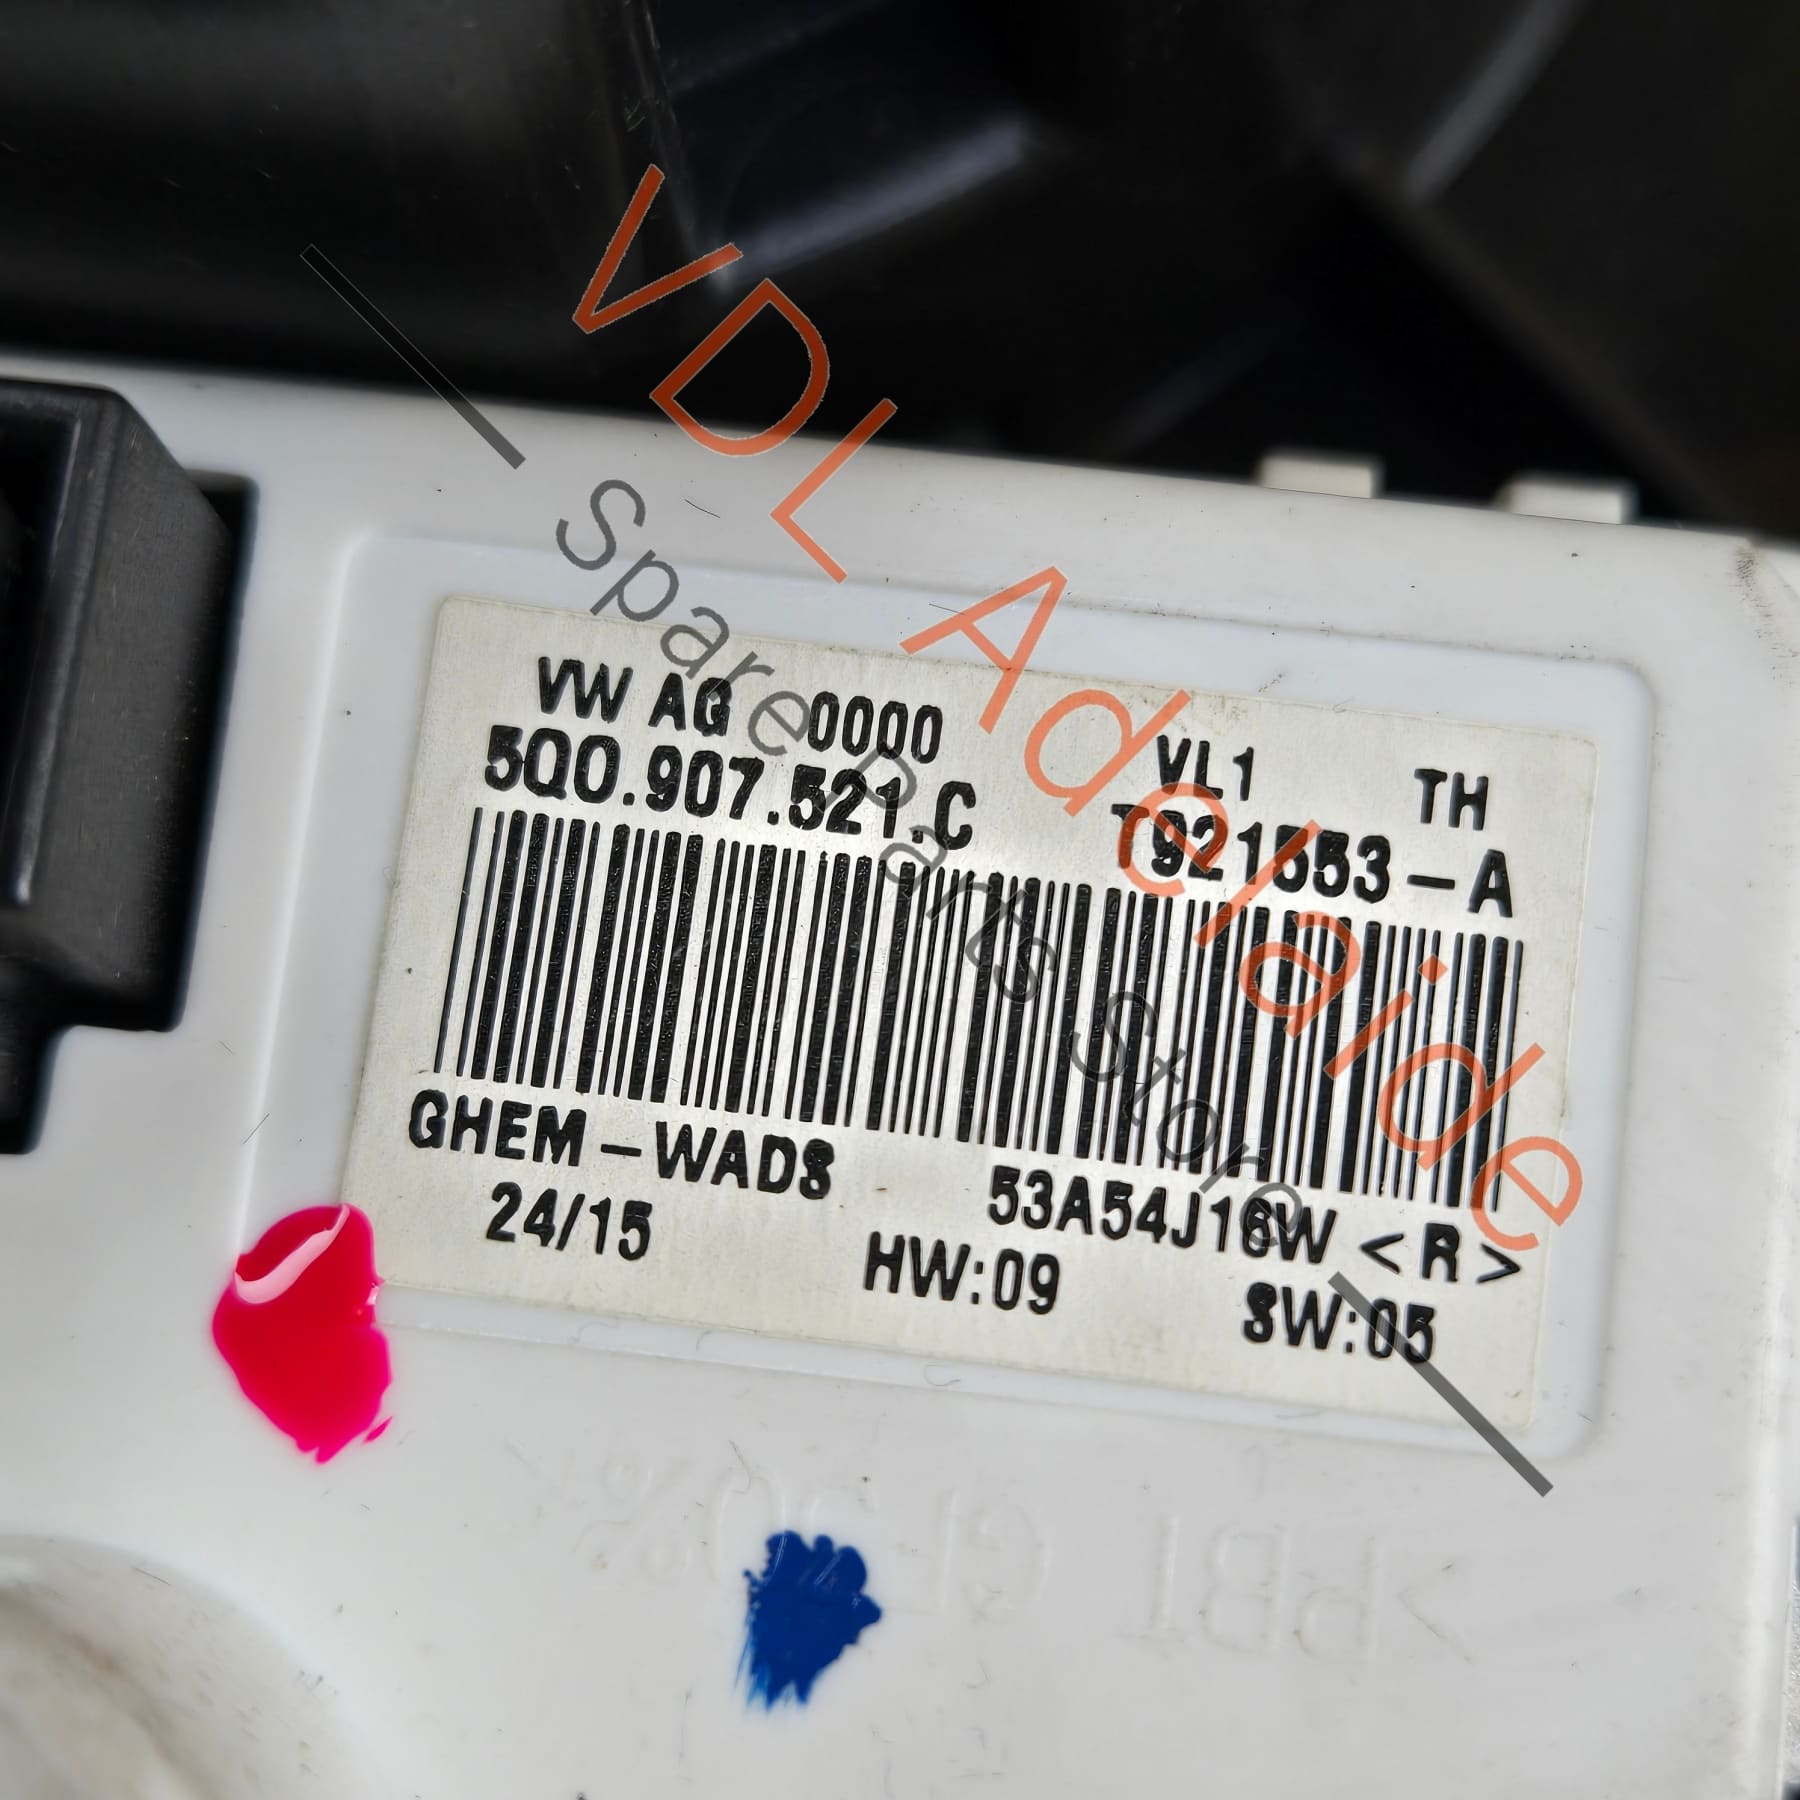 VDL Adelaide
Spare Parts Store
VW AG 0000 VL1 TH
5Q0.907.521.C T921553-A
GHEM-WADS 53A54J16W <R>
24/15 HW:09 SW:05